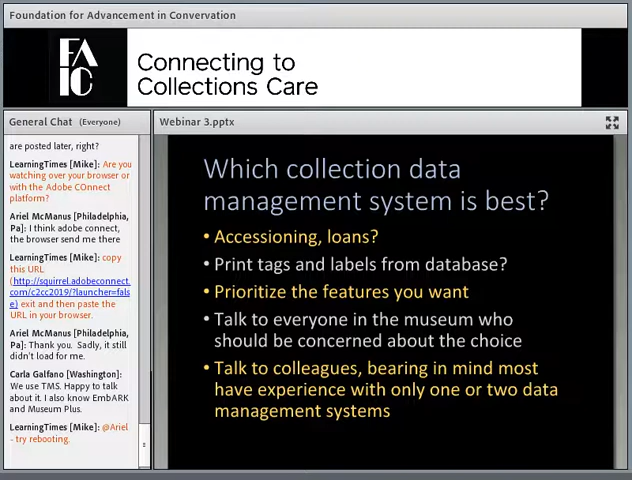 Foundation for Advancement in Convervation
FA
IC
Connecting to
Collections Care
General Chat (Everyone)
are posted later, right?
LearningTimes [Mike]: Are you
watching over your browser or
with the Adobe COnnect
platform?
Ariel McManus [Philadelphia,
Pa]: I think adobe connect,
the browser send me there
LearningTimes [Mike]: copy
this URL
(http://squirrel.adobeconnect.
com/c2cc2019/?launcher=fals
e) exit and then paste the
URL in your browser.
Ariel McManus [Philadelphia,
Pa]: Thank you. Sadly, it still
didn't load for me.
Carla Galfano [Washington]:
We use TMS. Happy to talk
about it. I also know EmbARK
and Museum Plus.
LearningTimes [Mike]: @Ariel
- try rebooting.
Webinar 3.pptx
Which collection data
management system is best?
• Accessioning, loans?
• Print tags and labels from database?
• Prioritize the features you want
• Talk to everyone in the museum who
should be concerned about the choice
• Talk to colleagues, bearing in mind most
have experience with only one or two data
management systems